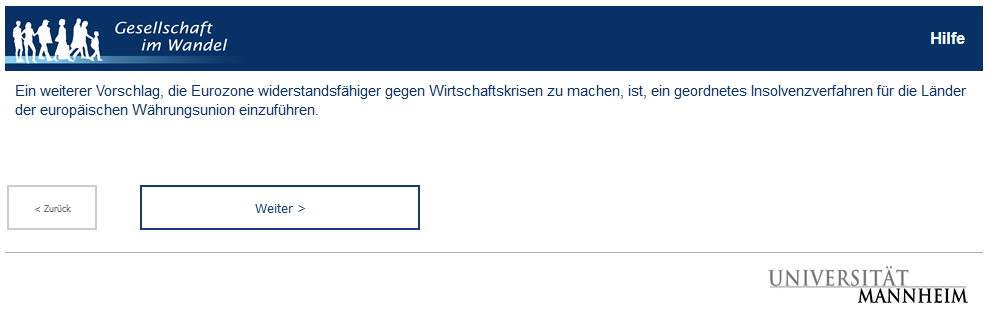 Gesellschaft
im Wandel
Hilfe
Ein weiterer Vorschlag, die Eurozone widerstandsfähiger gegen Wirtschaftskrisen zu machen, ist, ein geordnetes Insolvenzverfahren für die Länder
der europäischen Währungsunion einzuführen.
< Zurück
Weiter >
UNIVERSITÄT
MANNHEIM